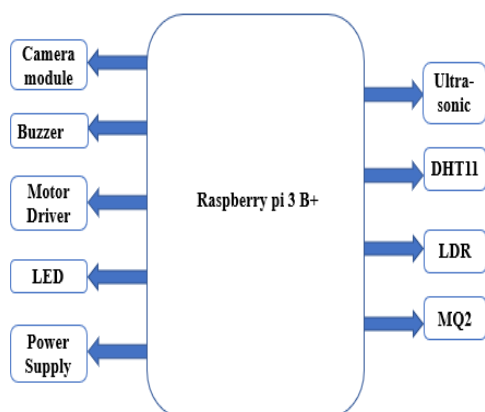 Camera
module
Buzzer
Motor
Driver
LED
Power
Supply
Raspberry pi 3 B+
Ultra-
sonic
DHT11
LDR
MQ2